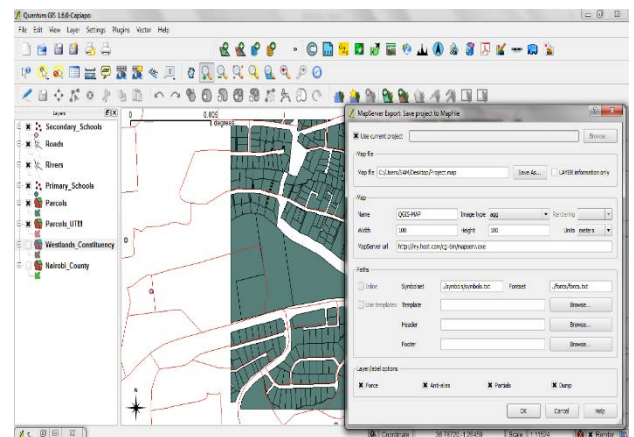 Quantum GIS 1.6.0-Capiapo
File Edit View Layer Settings Plugins Vector Help
Layers
Secondary_Schools
Roads
Rivers
Primary_Schools
Parcels
Parcels_UTM
Westlands_Constituency
Nairobi_County
0 0.005
1 degrees
N
MapServer Export: Save project to MapFile
Use current project Browse...
Map file
Map file C:/Users/SAM/Desktop/Project.map Save As... LAYER information only
Map
Name QGIS-MAP Image type agg Rendering
Width 100 Height 100 Units meters
MapServer url http://my.host.com/cgi-bin/mapserv.exe
Paths
Inline Symbolset ./symbols/symbols.txt Fontset ./fonts/fonts.txt
Use templates Template Browse...
Header Browse...
Footer Browse...
Layer/label options
Force Anti-alias Partials Dump
OK Cancel Help
Coordinate: Scale Render